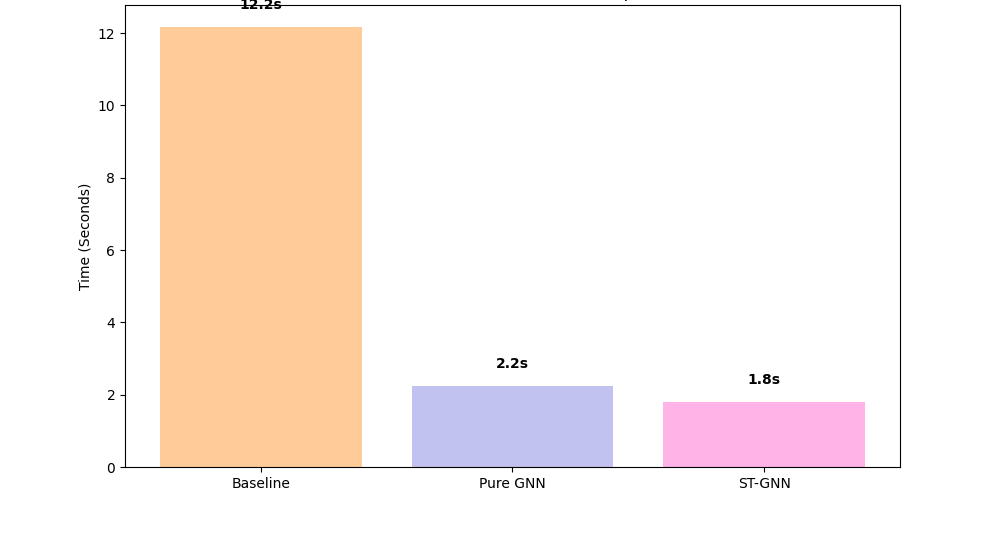 12.2s
12
10
8
6
4
2
0
Time (Seconds)
2.2s
1.8s
Baseline
Pure GNN
ST-GNN